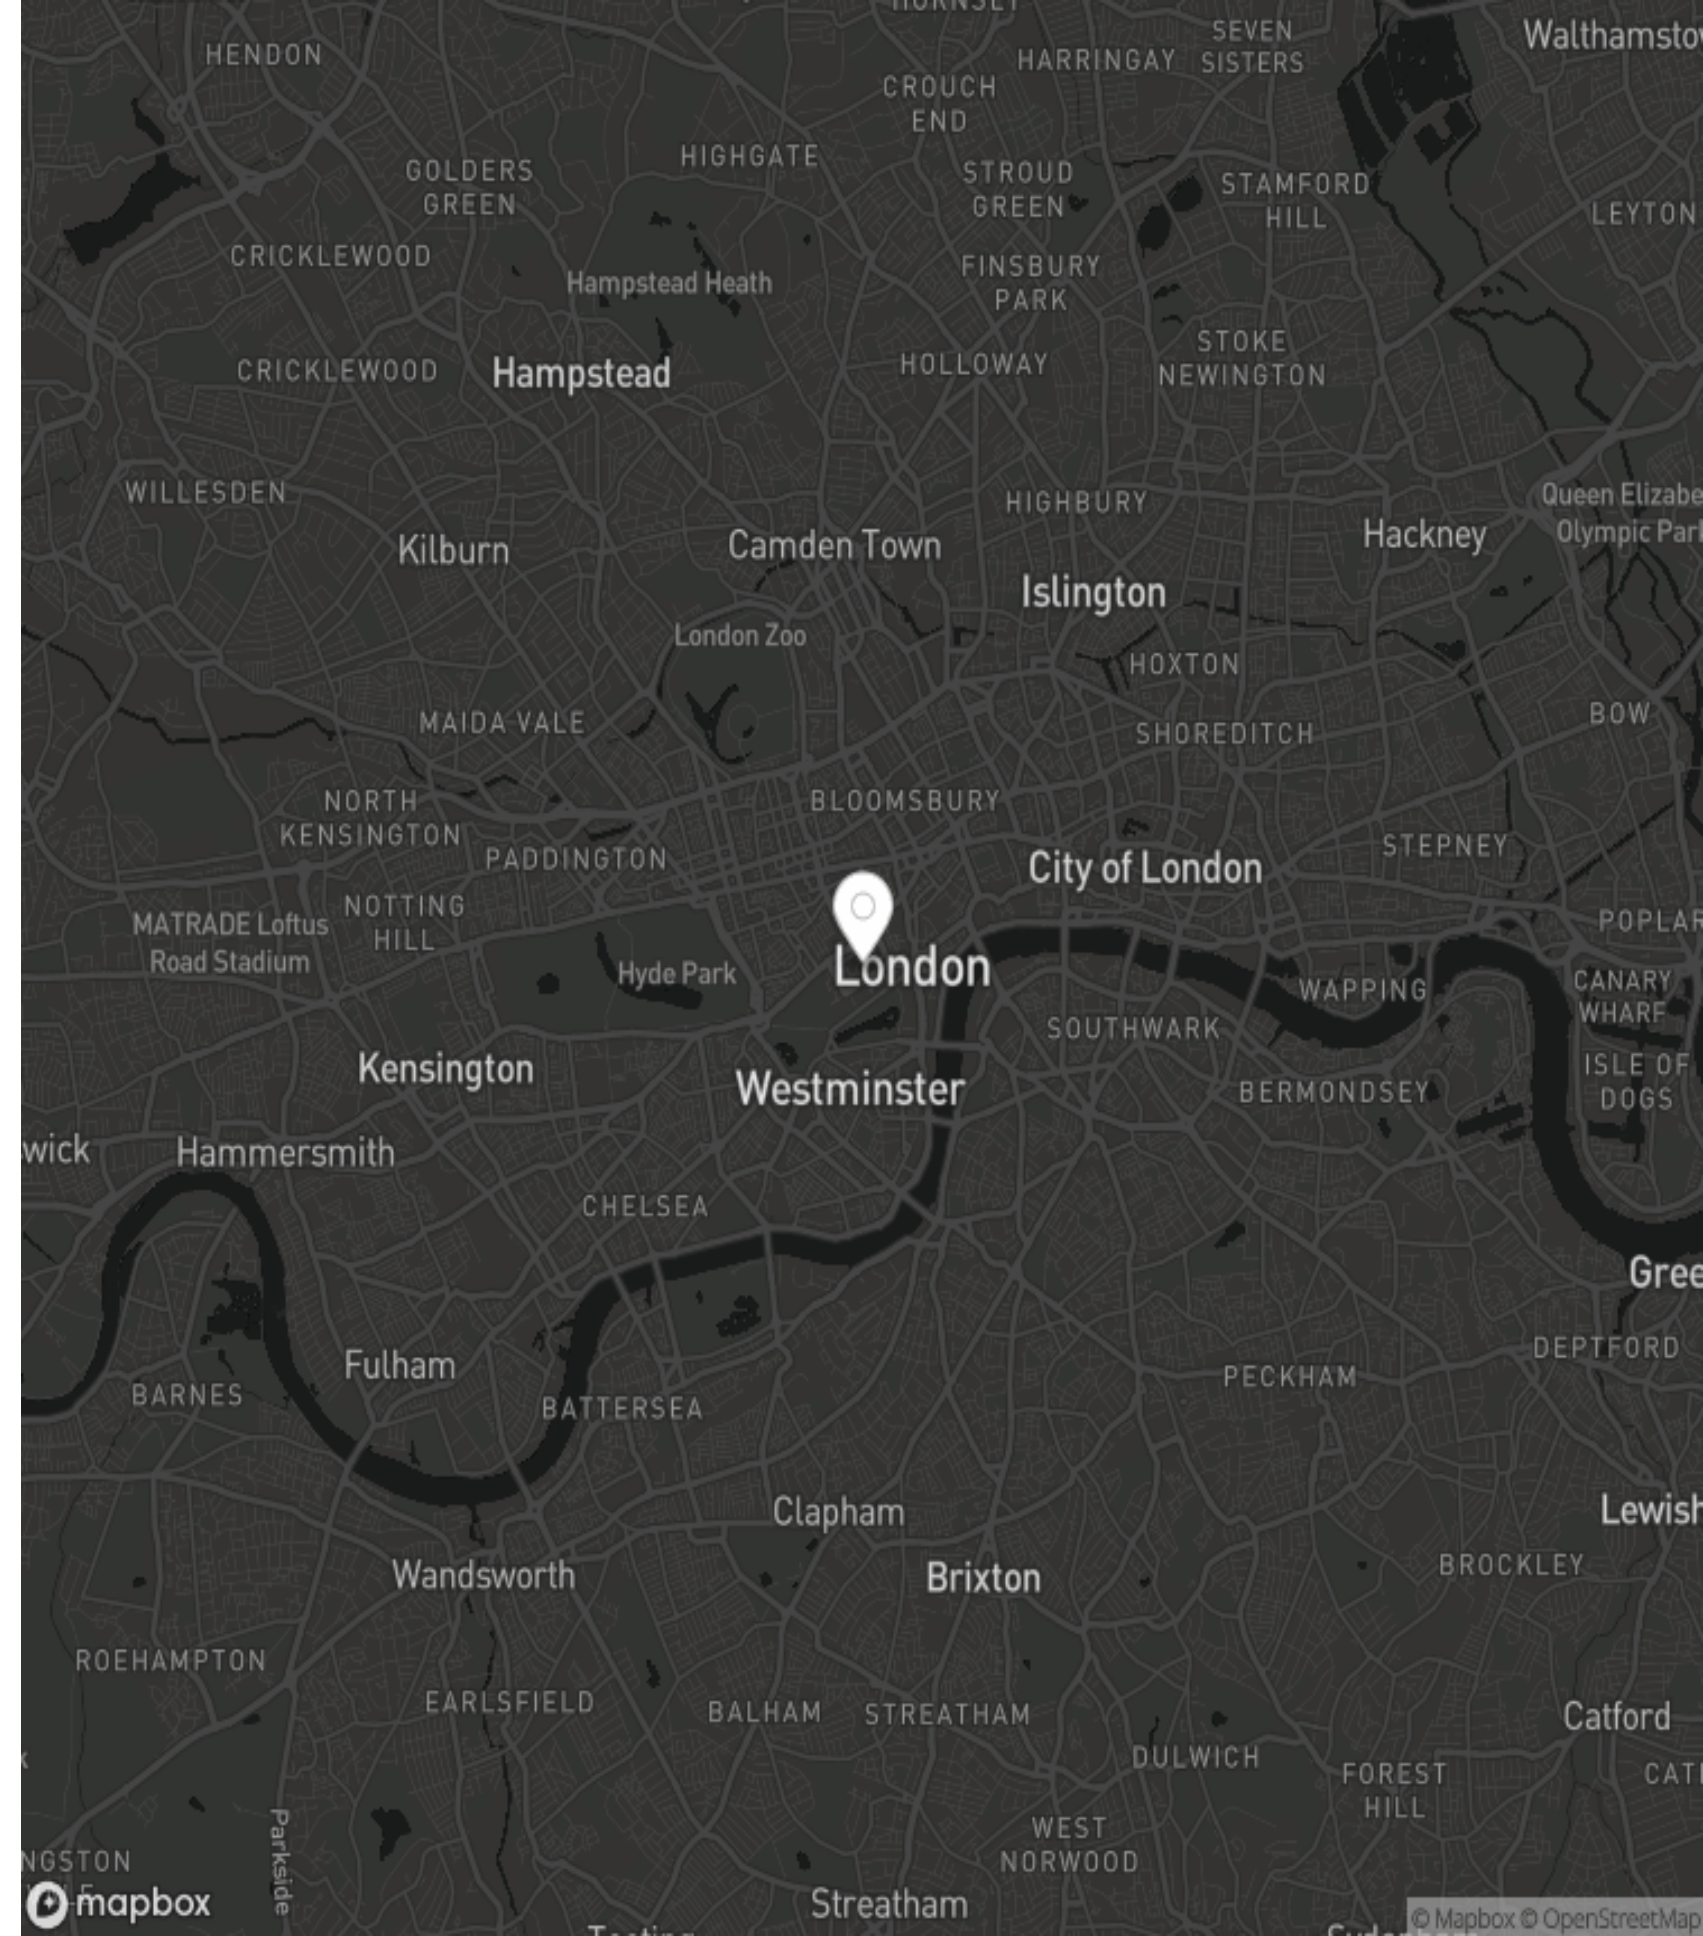 HORNSEY
SEVEN
SISTERS
Walthamsto
HENDON
HARRINGAY
CROUCH
END
HIGHGATE
GOLDERS
GREEN
STROUD
GREEN
STAMFORD
HILL
LEYTON
CRICKLEWOOD
Hampstead Heath
FINSBURY
PARK
STOKE
NEWINGTON
HOLLOWAY
CRICKLEWOOD
Hampstead
WILLESDEN
HIGHBURY
Queen Elizabe
Olympic Park
Kilburn
Camden Town
Hackney
Islington
London Zoo
HOXTON
MAIDA VALE
SHOREDITCH
BOW
NORTH
KENSINGTON
BLOOMSBURY
PADDINGTON
STEPNEY
City of London
NOTTING
HILL
MATRADE Loftus
Road Stadium
POPLAR
Hyde Park
London
WAPPING
CANARY
WHARF
SOUTHWARK
Kensington
Westminster
BERMONDSEY
ISLE OF
DOGS
wick
Hammersmith
CHELSEA
Gree
Fulham
DEPTFORD
BARNES
BATTERSEA
PECKHAM
Clapham
Lewish
Wandsworth
Brixton
BROCKLEY
ROEHAMPTON
EARLSFIELD
BALHAM
STREATHAM
Catford
DULWICH
FOREST
HILL
CAT
Parkside
WEST
NORWOOD
NGSTON
mapbox
Streatham
Tooting
© Mapbox © OpenStreetMap